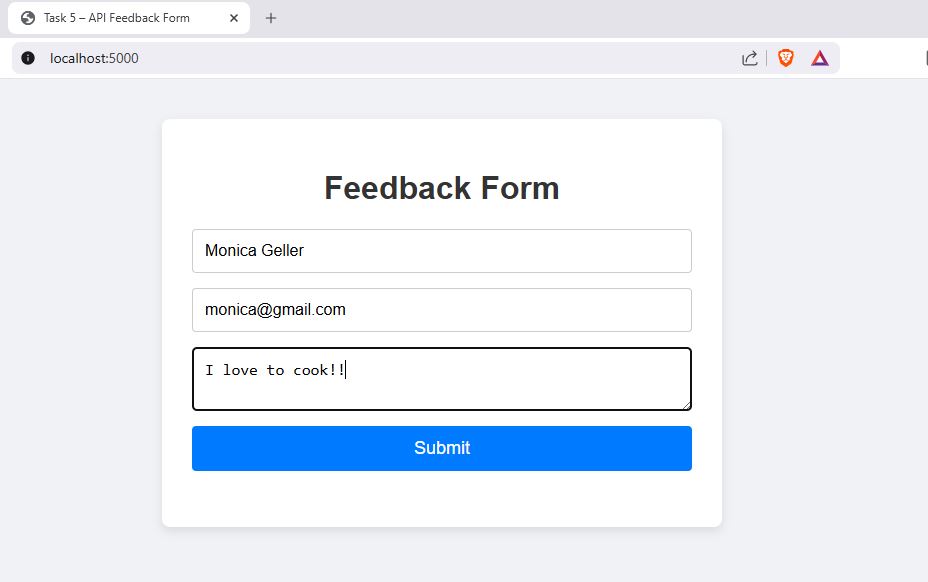 Task 5 – API Feedback Form
localhost:5000
Feedback Form
Monica Geller
monica@gmail.com
I love to cook!!
Submit